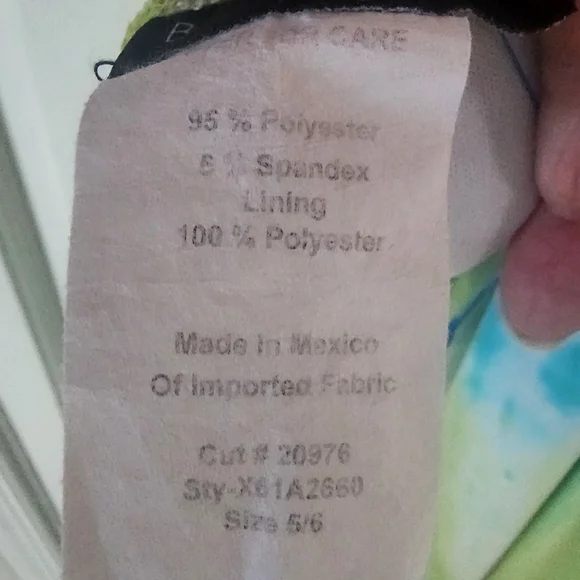 CARE
95 % Polyester
5 % Spandex
Lining
100 % Polyester
Made In Mexico
Of Imported Fabric
Cut # 20976
Sty-X61A2660
Size 5/6